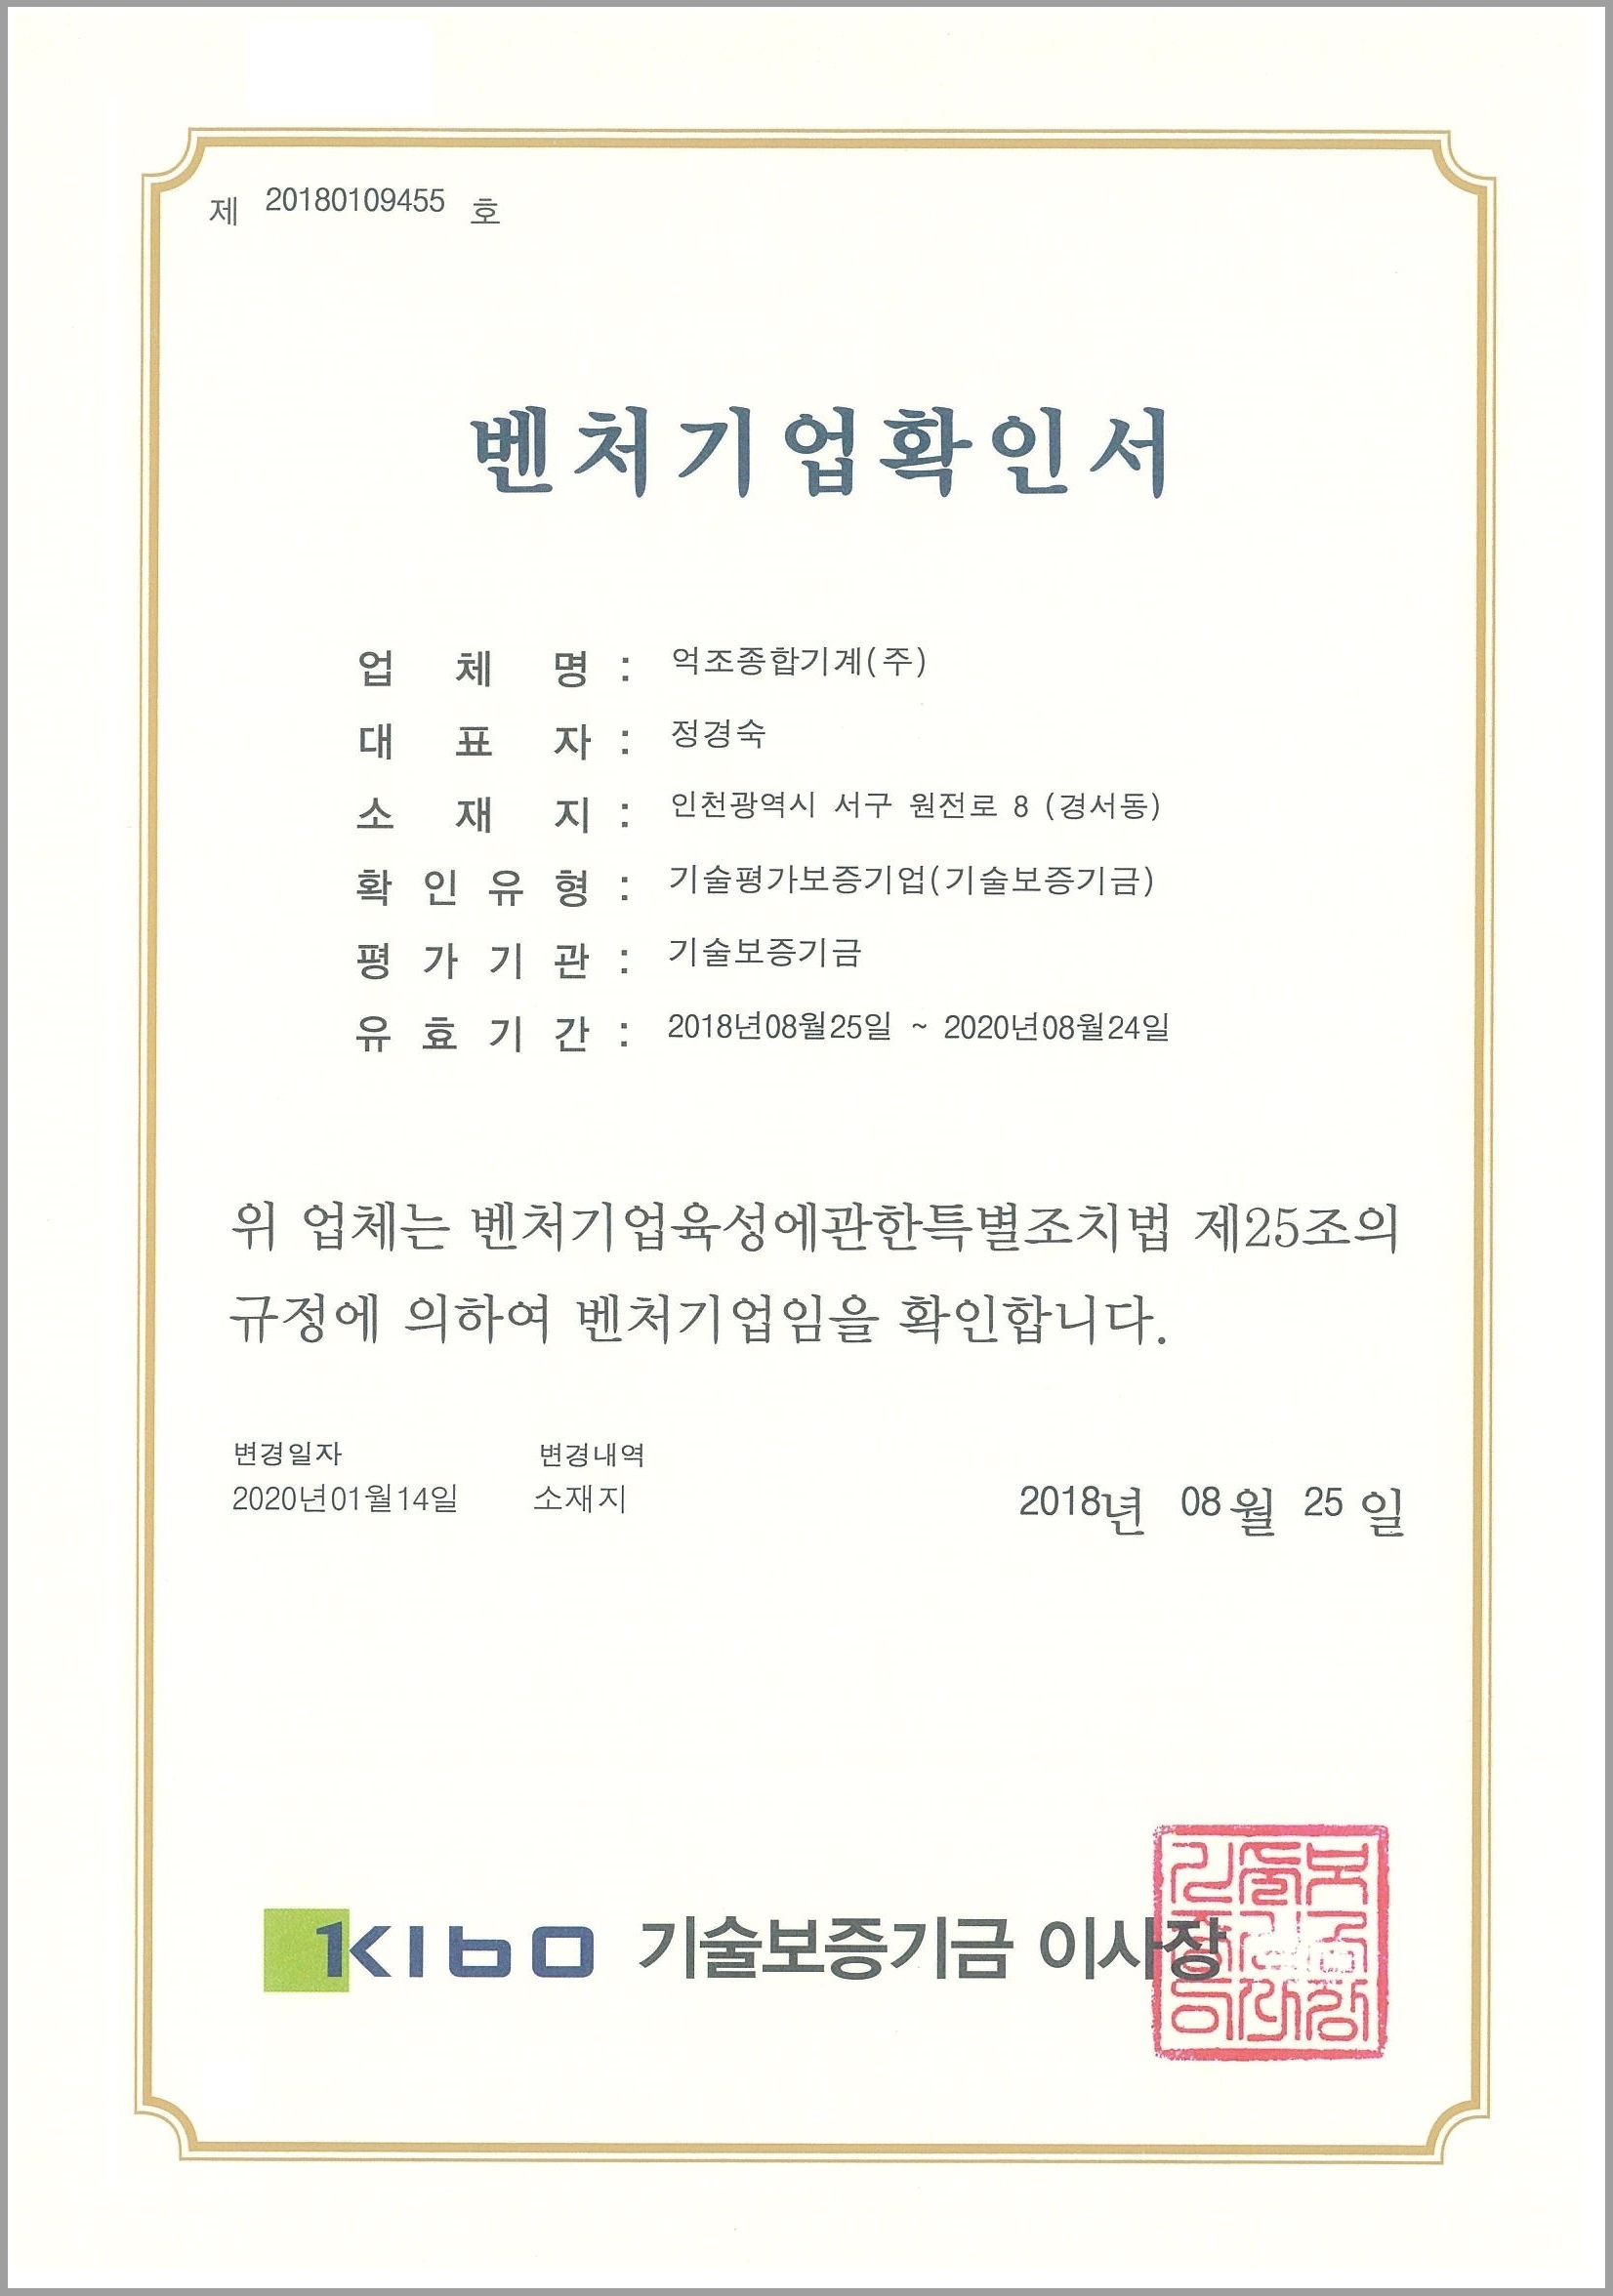 제 20180109455 호
벤처기업확인서
업체명 : 억조종합기계(주)
대표자 : 정경숙
소재지 : 인천광역시 서구 원전로 8 (경서동)
확인유형 : 기술평가보증기업(기술보증기금)
평가기관 : 기술보증기금
유효기간 : 2018년08월25일 ~ 2020년08월24일
위 업체는 벤처기업육성에관한특별조치법 제25조의
규정에 의하여 벤처기업임을 확인합니다.
변경일자 변경내역
2020년01월14일 소재지
2018년 08월 25일
KIBO 기술보증기금 이사장